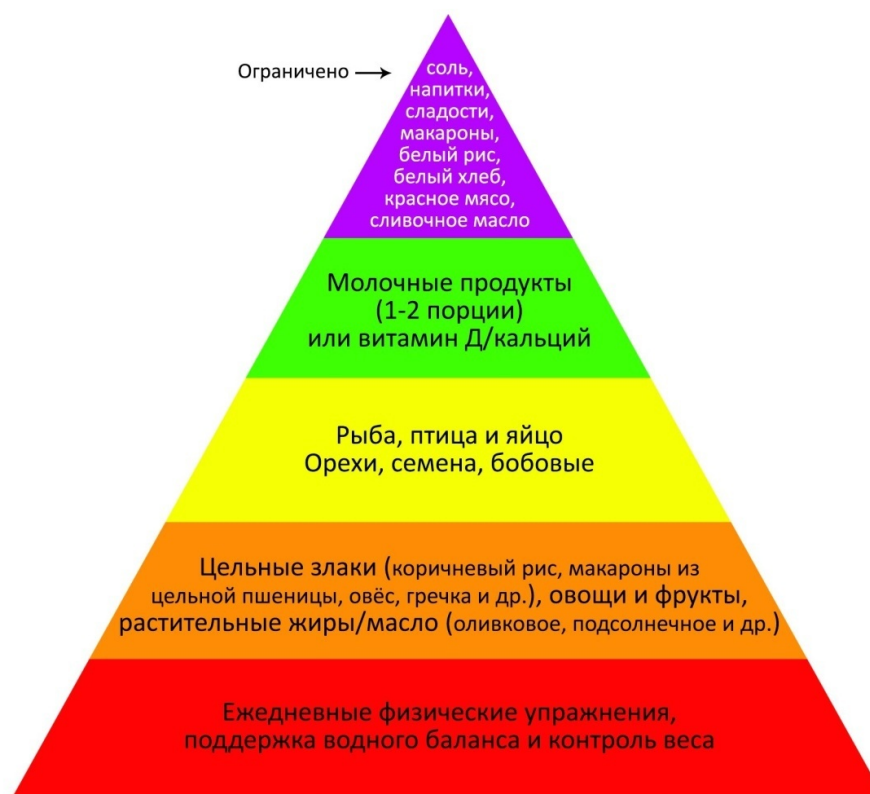 Ограничено
соль,
напитки,
сладости,
макароны,
белый рис,
белый хлеб,
красное мясо,
сливочное масло
Молочные продукты
(1-2 порции)
или витамин Д/кальций
Рыба, птица и яйцо
Орехи, семена, бобовые
Цельные злаки (коричневый рис, макароны из
цельной пшеницы, овёс, гречка и др.), овощи и фрукты,
растительные жиры/масло (оливковое, подсолнечное и др.)
Ежедневные физические упражнения,
поддержка водного баланса и контроль веса